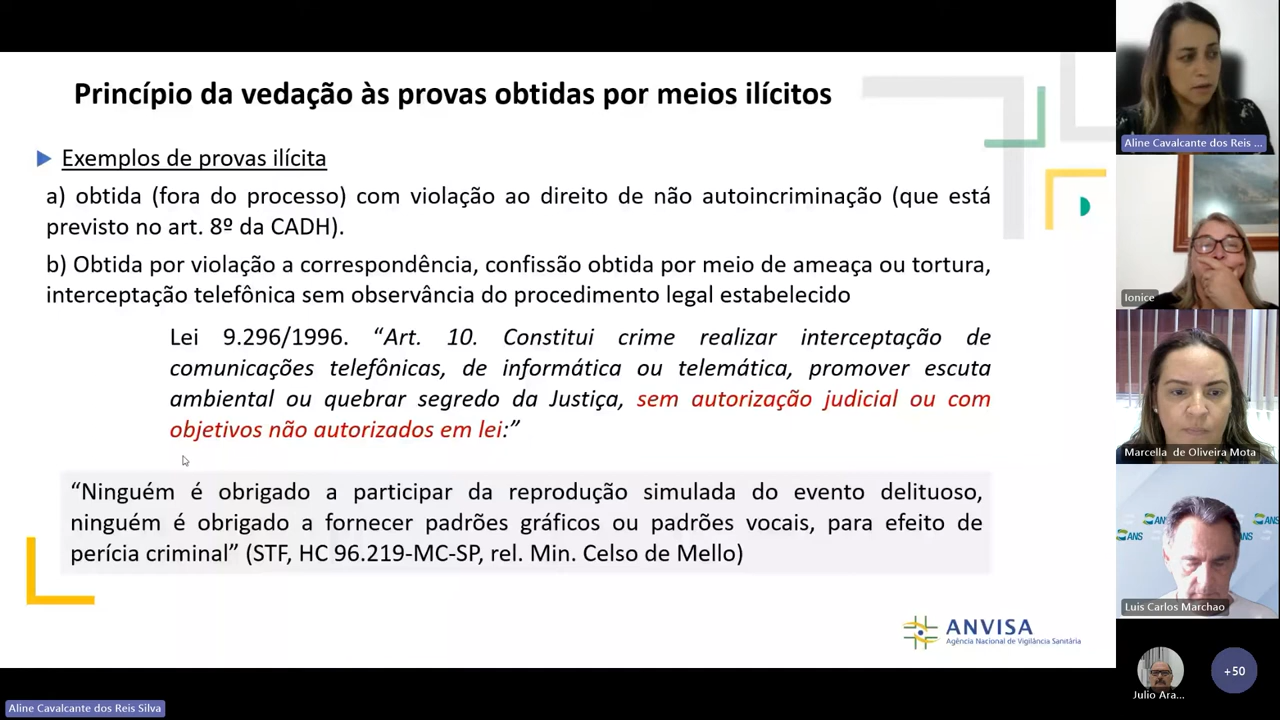 Princípio da vedação às provas obtidas por meios ilícitos
Exemplos de provas ilícita
a) obtida (fora do processo) com violação ao direito de não autoincriminação (que está
previsto no art. 8º da CADH).
b) Obtida por violação a correspondência, confissão obtida por meio de ameaça ou tortura,
interceptação telefônica sem observância do procedimento legal estabelecido
Lei 9.296/1996. “Art. 10. Constitui crime realizar interceptação de
comunicações telefônicas, de informática ou telemática, promover escuta
ambiental ou quebrar segredo da Justiça, sem autorização judicial ou com
objetivos não autorizados em lei:”
“Ninguém é obrigado a participar da reprodução simulada do evento delituoso,
ninguém é obrigado a fornecer padrões gráficos ou padrões vocais, para efeito de
perícia criminal” (STF, HC 96.219-MC-SP, rel. Min. Celso de Mello)
ANVISA
Agência Nacional de Vigilância Sanitária
Aline Cavalcante dos Reis Silva
Aline Cavalcante dos Reis ...
Ionice
Marcella de Oliveira Mota
ANS
ANS
ANS
Luis Carlos Marchao
Julio Ara...
+50